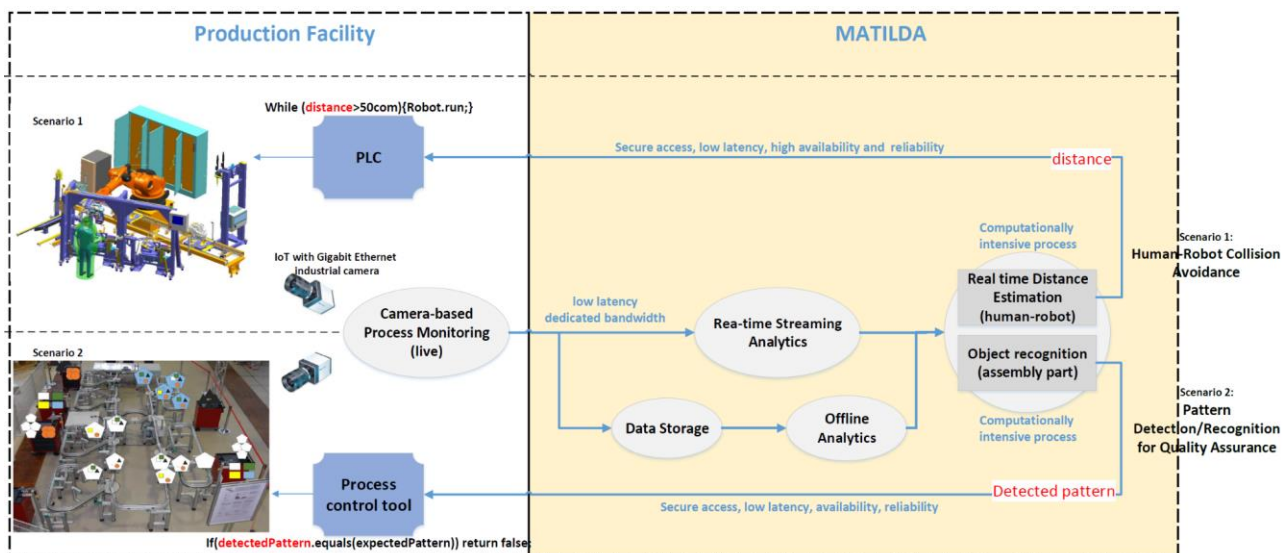 Production Facility
MATILDA
Scenario 1
While (distance>50com){Robot.run;}
PLC
Secure access, low latency, high availability and reliability
distance
IoT with Gigabit Ethernet
industrial camera
Camera-based
Process Monitoring
(live)
low latency
dedicated bandwidth
Rea-time Streaming
Analytics
Computationally
intensive process
Real time Distance
Estimation
(human-robot)
Object recognition
(assembly part)
Computationally
intensive process
Scenario 1:
Human-Robot Collision
Avoidance
Scenario 2
Data Storage
Offline
Analytics
Scenario 2:
Pattern
Detection/Recognition
for Quality Assurance
Process
control tool
Detected pattern
Secure access, low latency, availability, reliability
If(detectedPattern.equals(expectedPattern)) return false;